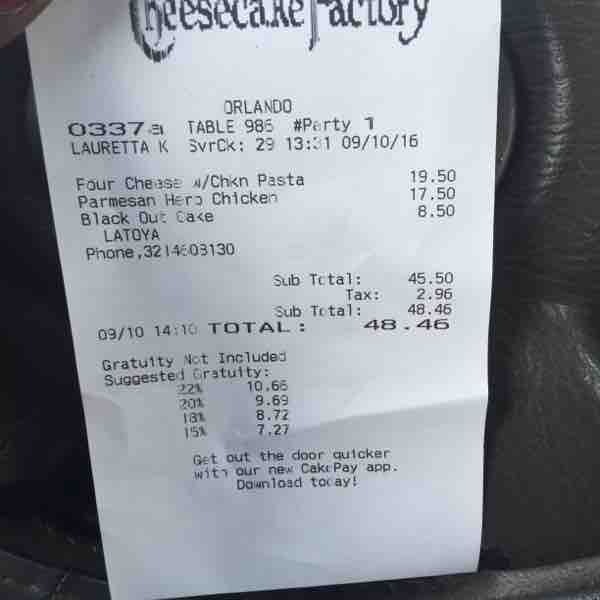 Cheesecake Factory
ORLANDO
0337a TABLE 986 #Party 1
LAURETTA K SvrCk: 29 13:31 09/10/16
Four Cheese w/Chkn Pasta 19.50
Parmesan Herb Chicken 17.50
Black Out Cake 8.50
LATOYA
Phone,3214603130
Sub Total: 45.50
Tax: 2.96
Sub Total: 48.46
09/10 14:10 TOTAL: 48.46
Gratuity Not Included
Suggested Gratuity:
22% 10.66
20% 9.69
18% 8.72
15% 7.27
Get out the door quicker
with our new CakePay app.
Download today!